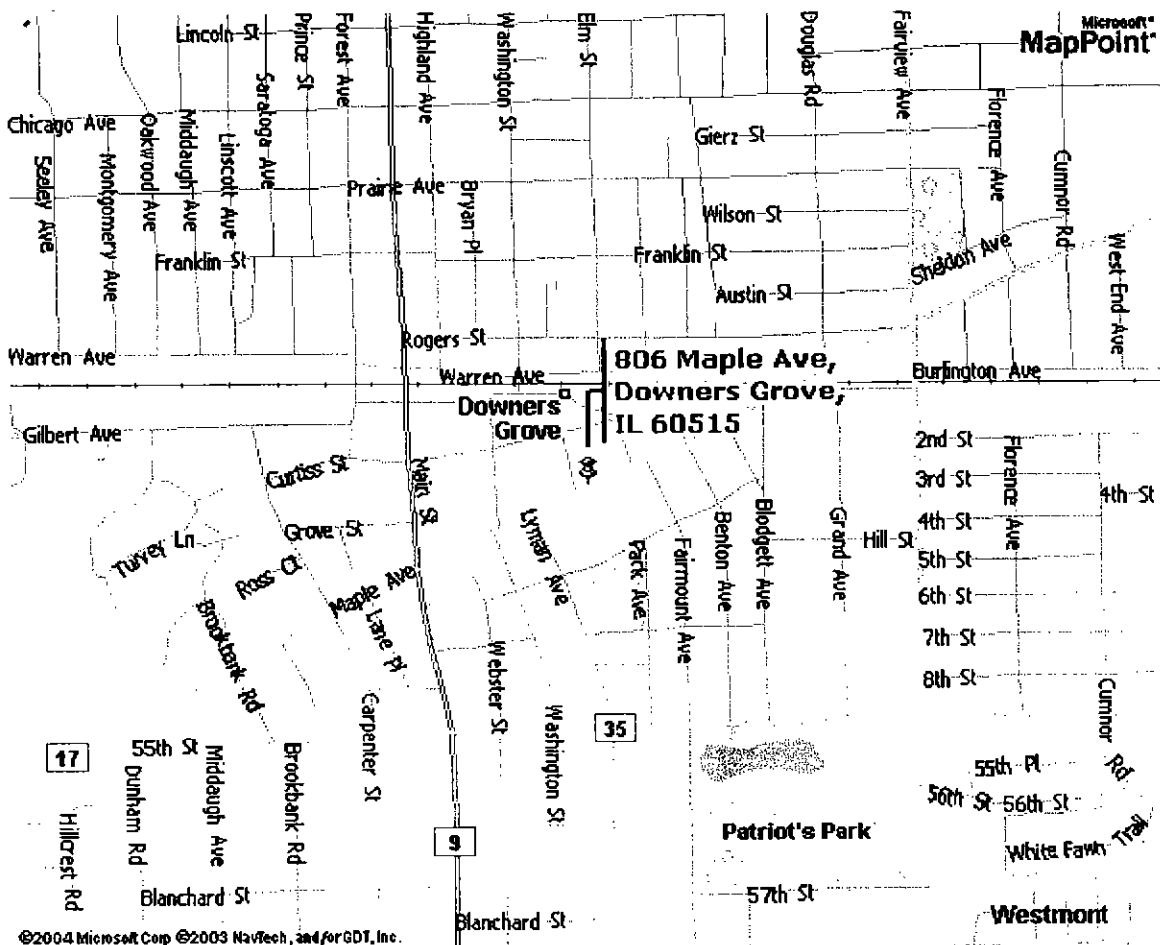 Microsoft®
MapPoint®
Lincoln St
Prince St
Forest Ave
Highland Ave
Washington St
Elm St
Douglas Rd
Fairview Ave
Chicago Ave
Sealey Ave
Montgomery Ave
Oakwood Ave
Middaugh Ave
Linscott Ave
Saratoga Ave
Gierz St
Florence Ave
Cumnor Rd
Prairie Ave
Bryan Pl
Wilson St
Franklin St
Franklin St
Sheldon Ave
West End Ave
Austin St
Rogers St
Warren Ave
Warren Ave
Burlington Ave
806 Maple Ave,
Downers Grove,
IL 60515
Downers
Grove
Gilbert Ave
Curtiss St
Main St
2nd St
Florence Ave
3rd St
4th St
4th St
Turvey Ln
Grove St
Lyman Ave
Park Ave
Fairmount Ave
Benton Ave
Blodgett Ave
Grand Ave
Hill St
5th St
Ross Ct
Maple Ave
Lane Pl
6th St
Brookbank Rd
Webster St
7th St
8th St
Carpenter St
Washington St
35
Cumnor Rd
17
55th St
Dunham Rd
Middaugh Ave
Brookbank Rd
55th Pl
56th St
56th St
Hillcrest Rd
9
Patriot's Park
White Fawn Trail
Blanchard St
Blanchard St
57th St
Westmont
©2004 Microsoft Corp ©2003 NavTech, and/or GDT, Inc.